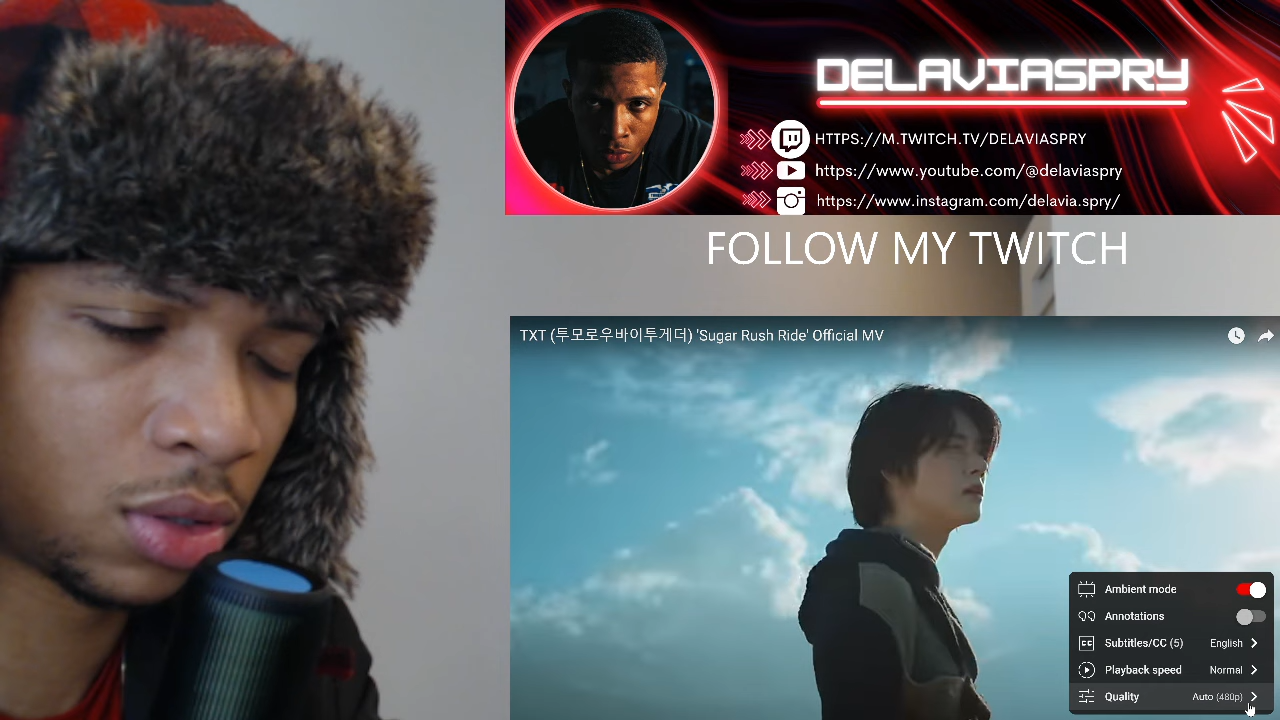 DELAVIASPRY
HTTPS://M.TWITCH.TV/DELAVIASPRY
https://www.youtube.com/@delaviaspry
https://www.instagram.com/delavia.spry/
FOLLOW MY TWITCH
TXT (투모로우바이투게더) 'Sugar Rush Ride' Official MV
Ambient mode
Annotations
Subtitles/CC (5) English
Playback speed Normal
Quality Auto (480p)